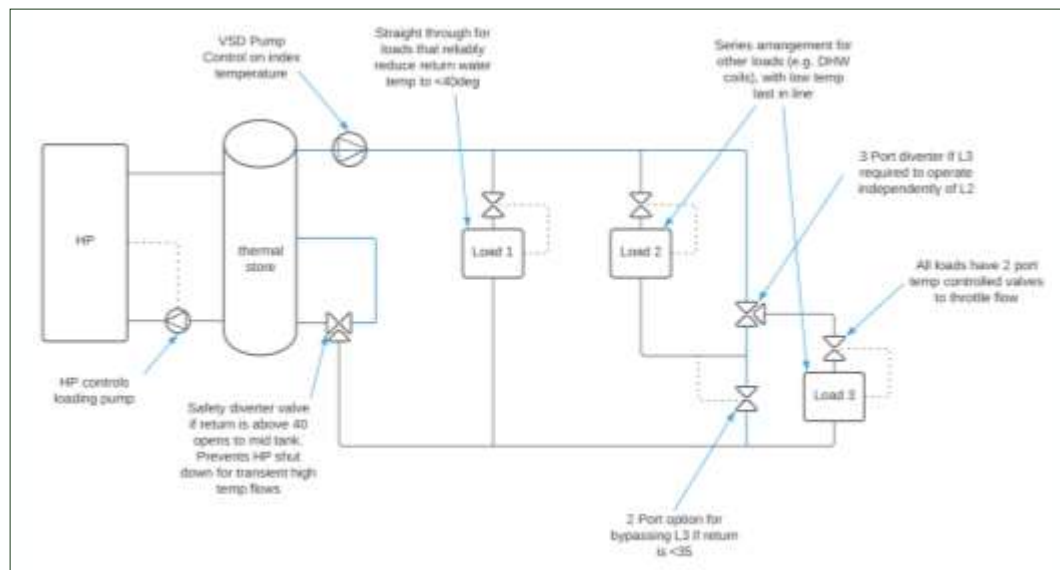 VSD Pump
Control on index
temperature
Straight through for
loads that reliably
reduce return water
temp to <40deg
Series arrangement for
other loads (e.g. DHW
coils), with low temp
last in line
3 Port diverter if L3
required to operate
independently of L2
HP
thermal
store
Load 1
Load 2
All loads have 2 port
temp controlled valves
to throttle flow
HP controls
loading pump
Load 3
Safety diverter valve
if return is above 40
opens to mid tank.
Prevents HP shut
down for transient high
temp flows
2 Port option for
bypassing L3 if return
is <35